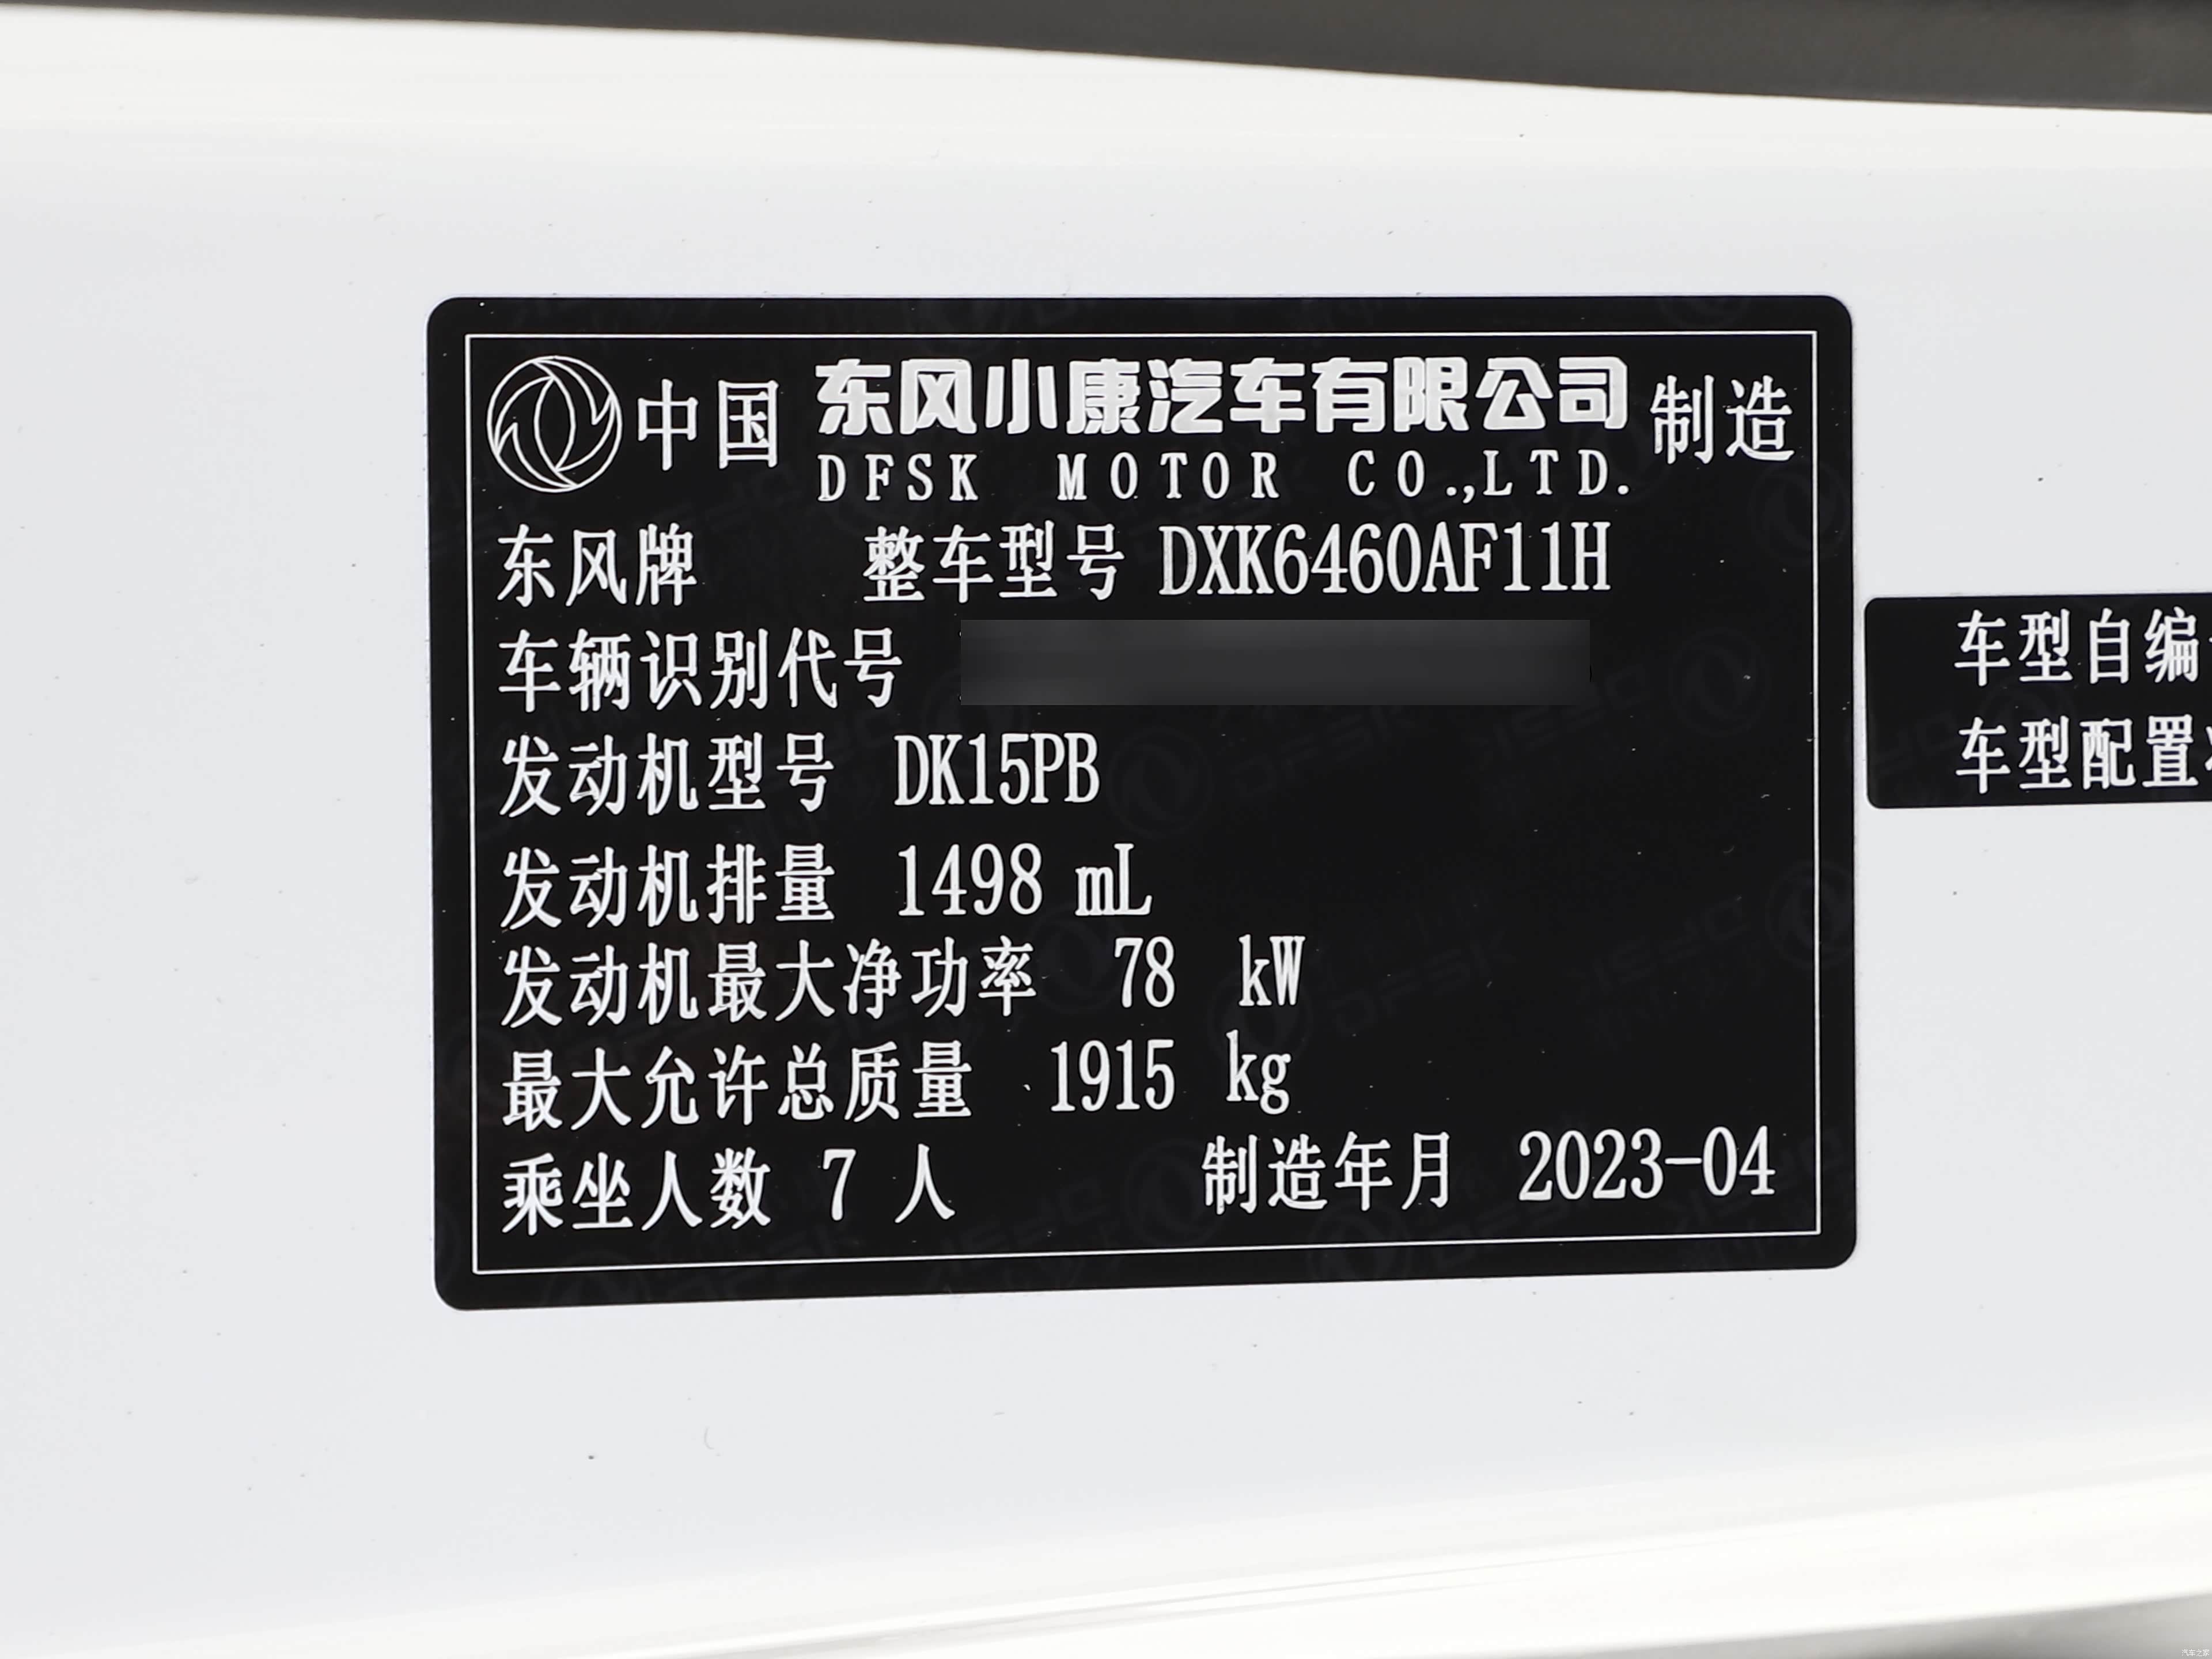 中国 东风小康汽车有限公司 制造
DFSK MOTOR CO.,LTD.
东风牌 整车型号 DXK6460AF11H
车辆识别代号
发动机型号 DK15PB
发动机排量 1498 mL
发动机最大净功率 78 kW
最大允许总质量 1915 kg
乘坐人数 7 人 制造年月 2023-04
车型自编
车型配置
汽车之家